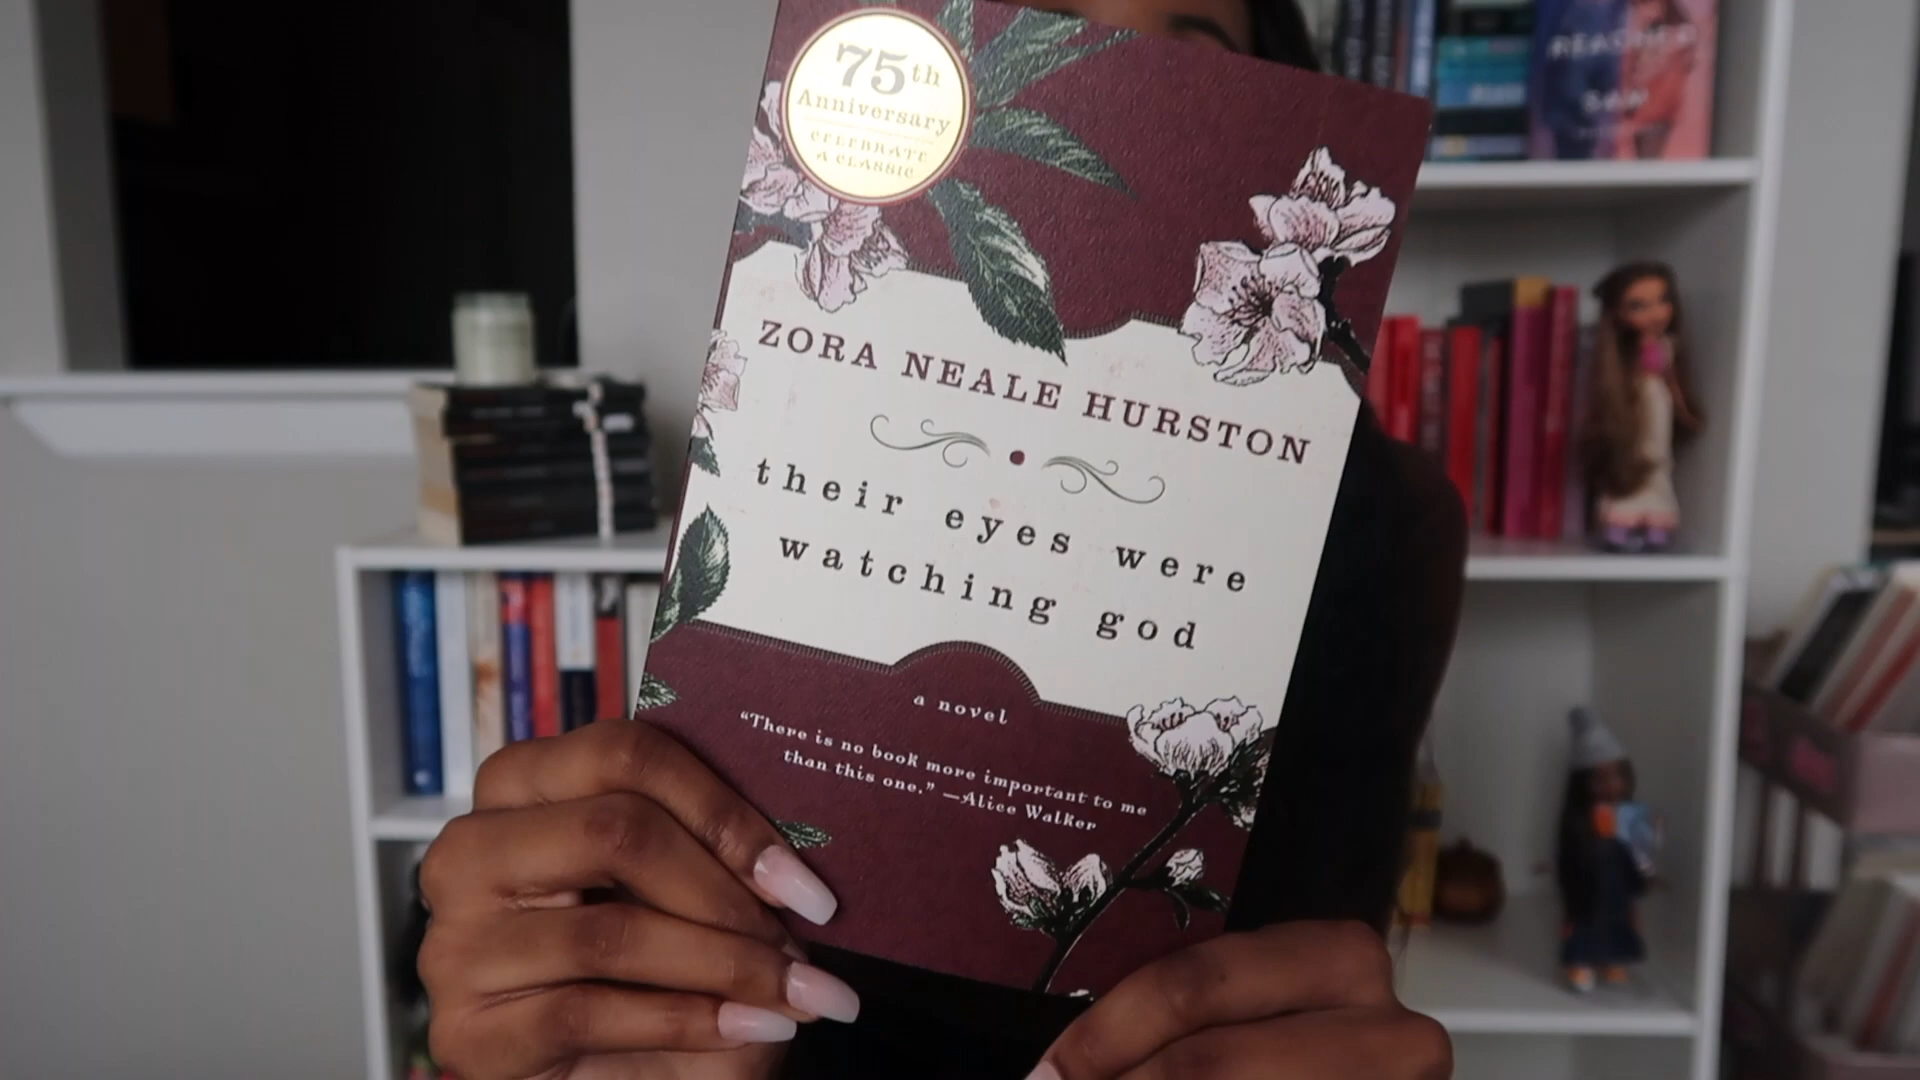 75th
Anniversary
CELEBRATE
A CLASSIC
ZORA NEALE HURSTON
their eyes were
watching god
a novel
“There is no book more important to me
than this one.” —Alice Walker